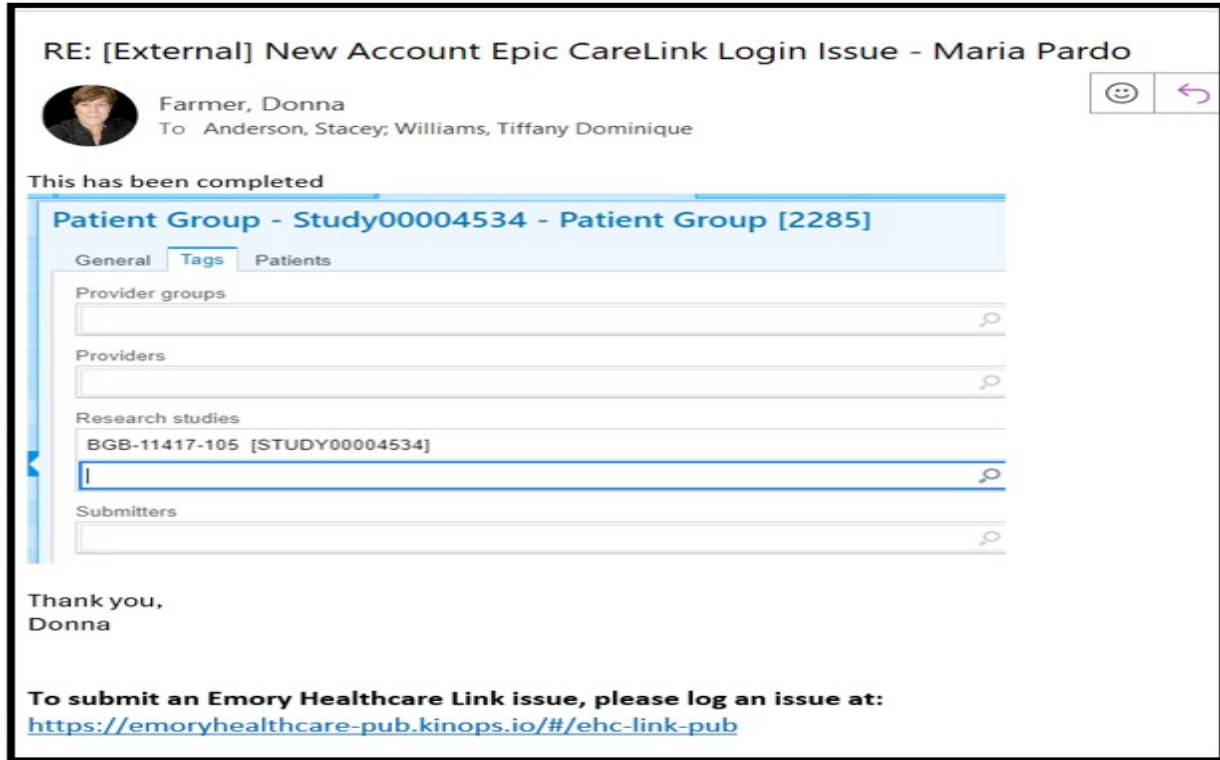 RE: [External] New Account Epic CareLink Login Issue - Maria Pardo
Farmer, Donna
To Anderson, Stacey; Williams, Tiffany Dominique
This has been completed
Patient Group - Study00004534 - Patient Group [2285]
General Tags Patients
Provider groups
Providers
Research studies
BGB-11417-105 [STUDY00004534]
Submitters
Thank you,
Donna
To submit an Emory Healthcare Link issue, please log an issue at:
https://emoryhealthcare-pub.kinops.io/#/ehc-link-pub